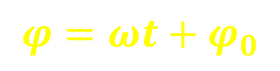 φ = ωt + φ₀